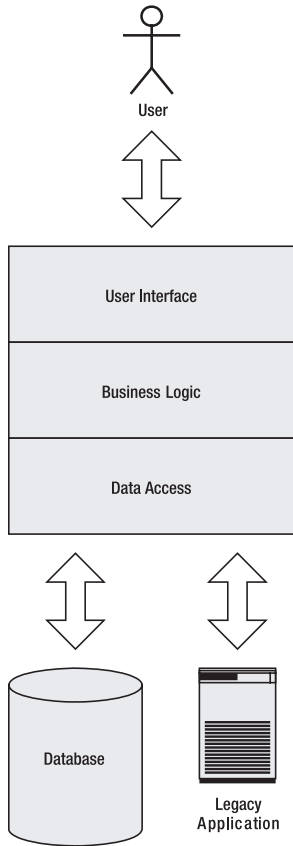 User
User Interface
Business Logic
Data Access
Database
Legacy
Application